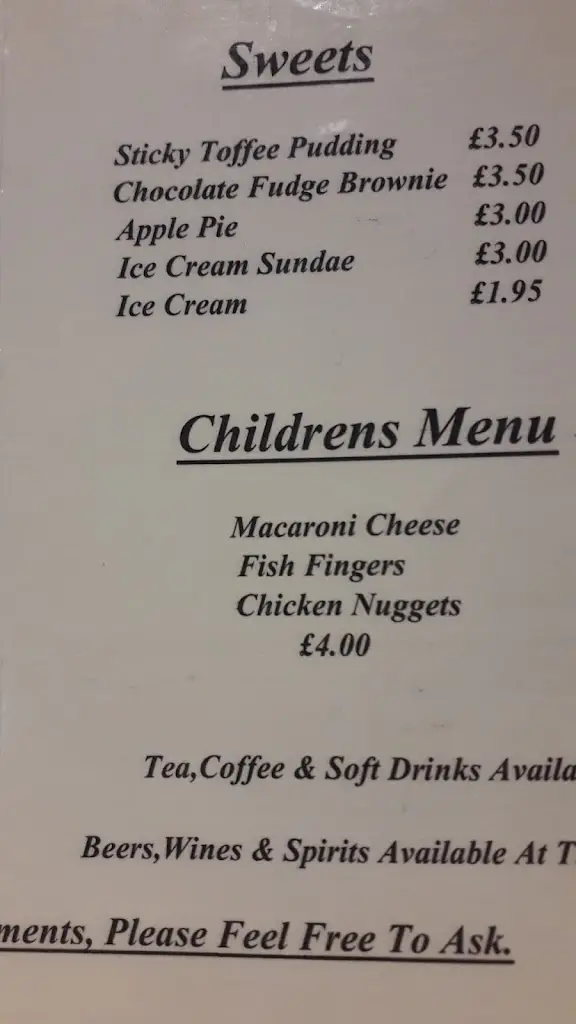 Sweets
Sticky Toffee Pudding £3.50
Chocolate Fudge Brownie £3.50
Apple Pie £3.00
Ice Cream Sundae £3.00
Ice Cream £1.95
Childrens Menu
Macaroni Cheese
Fish Fingers
Chicken Nuggets
£4.00
Tea,Coffee & Soft Drinks
Beers,Wines & Spirits Available At
Please Feel Free To Ask.